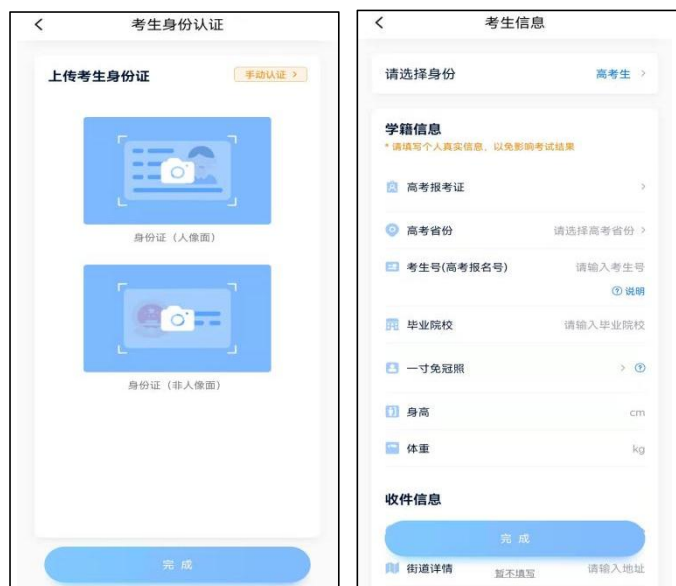 考生身份认证
上传考生身份证
手动认证 >
身份证（人像面）
身份证（非人像面）
完成
考生信息
请选择身份 高考生 >
学籍信息
* 请填写个人真实信息，以免影响考试结果
高考报考证 >
高考省份 请选择高考省份 >
考生号(高考报名号) 请输入考生号
? 说明
毕业院校 请输入毕业院校
一寸免冠照 > ?
身高 cm
体重 kg
收件信息
完成
街道详情 请输入地址
暂不填写